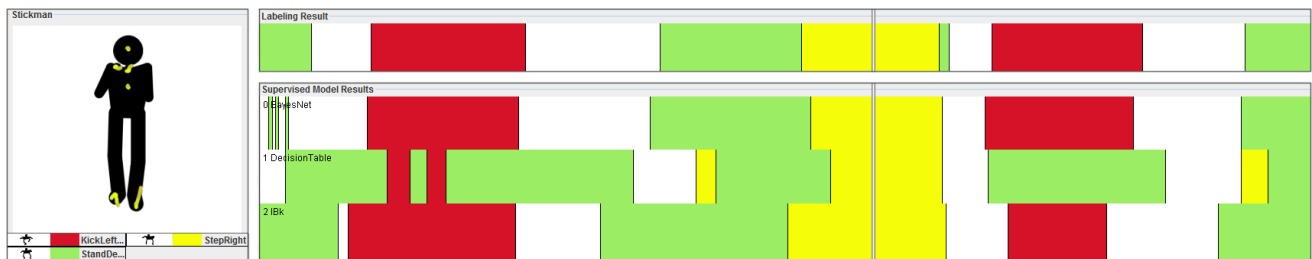 Stickman
KickLeft... StepRight
StandDe...
Labeling Result
Supervised Model Results
0 BayesNet
1 DecisionTable
2 IBk